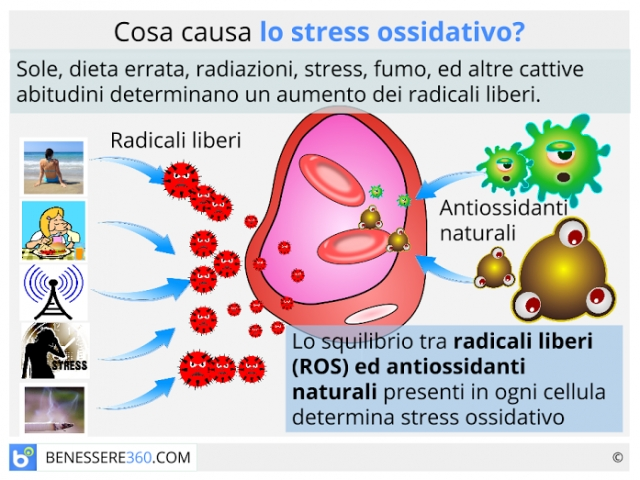 Cosa causa lo stress ossidativo?
Sole, dieta errata, radiazioni, stress, fumo, ed altre cattive
abitudini determinano un aumento dei radicali liberi.
Radicali liberi
Antiossidanti
naturali
STRESS
Lo squilibrio tra radicali liberi
(ROS) ed antiossidanti
naturali presenti in ogni cellula
determina stress ossidativo
b BENESSERE360.COM
©